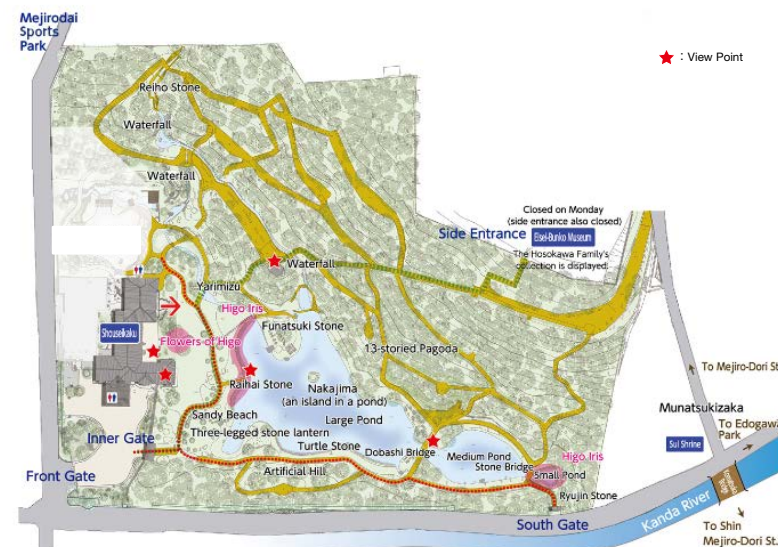 Mejirodai
Sports
Park
★ : View Point
Reiho Stone
Waterfall
Waterfall
Closed on Monday
(side entrance also closed)
Side Entrance
Eisei-Bunko Museum
The Hosokawa Family's
collection is displayed.
Waterfall
Yarimizu
Higo Iris
Funatsuki Stone
Shouseikaku
Flowers of Higo
13-storied Pagoda
Raihai Stone
Nakajima
(an island in a pond)
To Mejiro-Dori St.
Sandy Beach
Large Pond
Munatsukizaka
Three-legged stone lantern
To Edogawa
Park
Inner Gate
Turtle Stone
Dobashi Bridge
Medium Pond
Higo Iris
Sui Shrine
Stone Bridge
Front Gate
Artificial Hill
Small Pond
Ryujin Stone
South Gate
Kanda River
To Shin
Mejiro-Dori St.